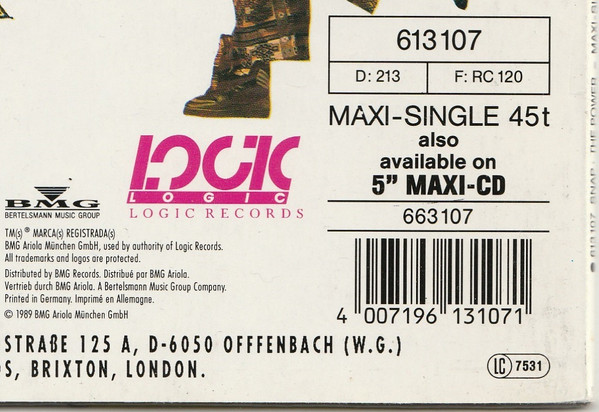 613107
D: 213
F: RC 120
MAXI-SINGLE 45t
also
available on
5" MAXI-CD
663107
LOGIC
LOGIC
LOGIC RECORDS
BMG
BERTELSMANN MUSIC GROUP
TM(s)® MARCA(s) REGISTRADA(s)
BMG Ariola München GmbH, used by authority of Logic Records.
All trademarks and logos are protected.
Distributed by BMG Records. Distribué par BMG Ariola.
Vertrieb durch BMG Ariola. A Bertelsmann Music Group Company.
Printed in Germany. Imprimé en Allemagne.
© 1989 BMG Ariola München GmbH
4 007196 131071
STRAßE 125 A, D-6050 OFFFENBACH (W.G.)
S, BRIXTON, LONDON.
LC 7531
613 107 SNAP - THE POWER -